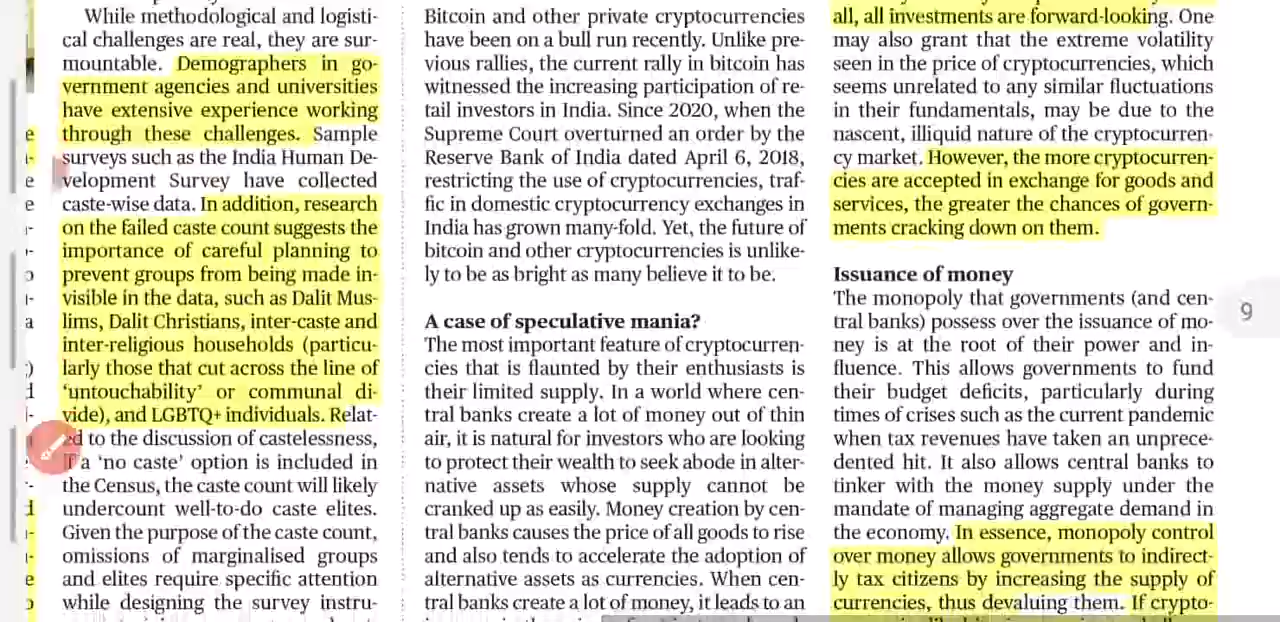 While methodological and logisti-
cal challenges are real, they are sur-
mountable. Demographers in go-
vernment agencies and universities
have extensive experience working
through these challenges. Sample
surveys such as the India Human De-
velopment Survey have collected
caste-wise data. In addition, research
on the failed caste count suggests the
importance of careful planning to
prevent groups from being made in-
visible in the data, such as Dalit Mus-
lims, Dalit Christians, inter-caste and
inter-religious households (particu-
larly those that cut across the line of
‘untouchability’ or communal di-
vide), and LGBTQ+ individuals. Relat-
ed to the discussion of castelessness,
if a ‘no caste’ option is included in
the Census, the caste count will likely
undercount well-to-do caste elites.
Given the purpose of the caste count,
omissions of marginalised groups
and elites require specific attention
while designing the survey instru-
Bitcoin and other private cryptocurrencies
have been on a bull run recently. Unlike pre-
vious rallies, the current rally in bitcoin has
witnessed the increasing participation of re-
tail investors in India. Since 2020, when the
Supreme Court overturned an order by the
Reserve Bank of India dated April 6, 2018,
restricting the use of cryptocurrencies, traf-
fic in domestic cryptocurrency exchanges in
India has grown many-fold. Yet, the future of
bitcoin and other cryptocurrencies is unlike-
ly to be as bright as many believe it to be.
A case of speculative mania?
The most important feature of cryptocurren-
cies that is flaunted by their enthusiasts is
their limited supply. In a world where cen-
tral banks create a lot of money out of thin
air, it is natural for investors who are looking
to protect their wealth to seek abode in alter-
native assets whose supply cannot be
cranked up as easily. Money creation by cen-
tral banks causes the price of all goods to rise
and also tends to accelerate the adoption of
alternative assets as currencies. When cen-
tral banks create a lot of money, it leads to an
all, all investments are forward-looking. One
may also grant that the extreme volatility
seen in the price of cryptocurrencies, which
seems unrelated to any similar fluctuations
in their fundamentals, may be due to the
nascent, illiquid nature of the cryptocurren-
cy market. However, the more cryptocurren-
cies are accepted in exchange for goods and
services, the greater the chances of govern-
ments cracking down on them.
Issuance of money
The monopoly that governments (and cen-
tral banks) possess over the issuance of mo-
ney is at the root of their power and in-
fluence. This allows governments to fund
their budget deficits, particularly during
times of crises such as the current pandemic
when tax revenues have taken an unprece-
dented hit. It also allows central banks to
tinker with the money supply under the
mandate of managing aggregate demand in
the economy. In essence, monopoly control
over money allows governments to indirect-
ly tax citizens by increasing the supply of
currencies, thus devaluing them. If crypto-
9